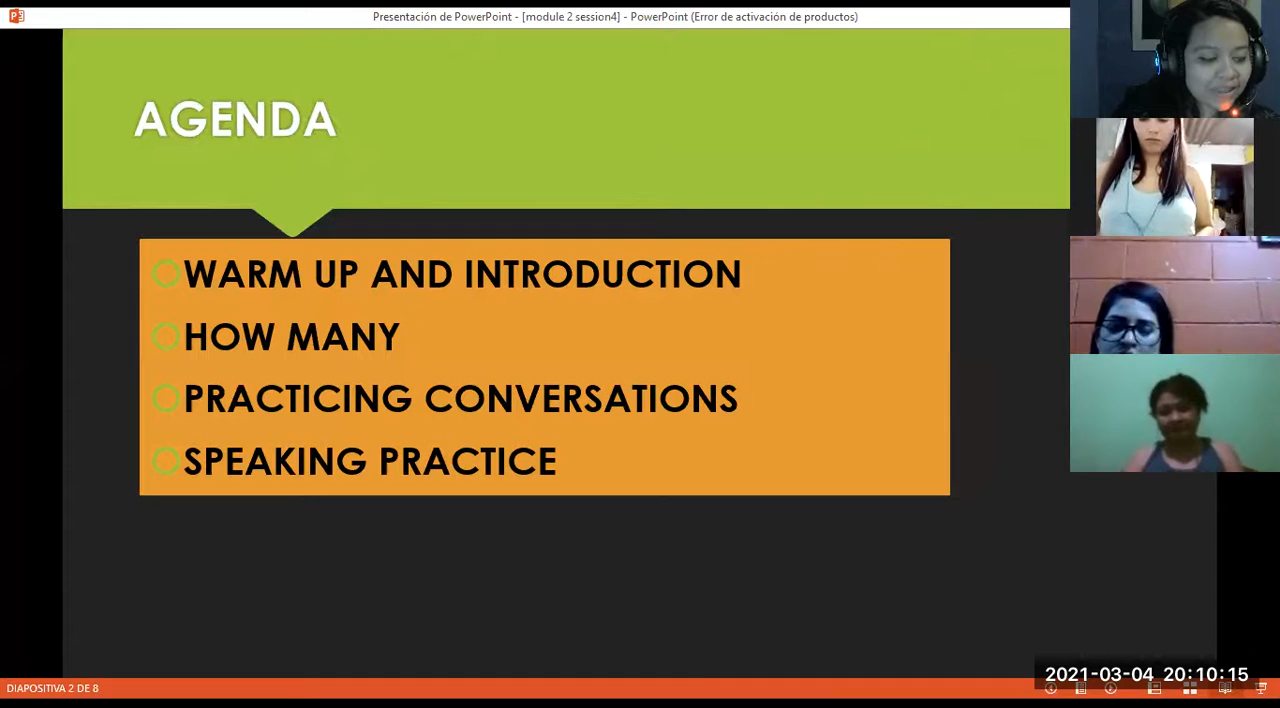 Presentación de PowerPoint - [module 2 session4] - PowerPoint (Error de activación de productos)
AGENDA
WARM UP AND INTRODUCTION
HOW MANY
PRACTICING CONVERSATIONS
SPEAKING PRACTICE
2021-03-04 20:10:15
DIAPOSITIVA 2 DE 8